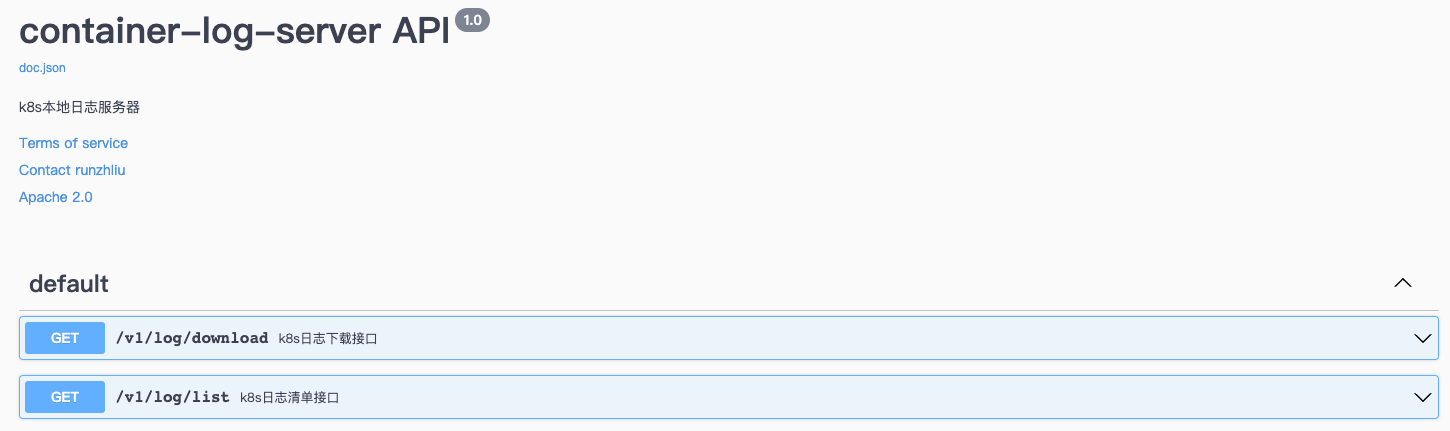 container-log-server API 1.0
doc.json
k8s本地日志服务器
Terms of service
Contact runzhliu
Apache 2.0
default
GET /v1/log/download k8s日志下载接口
GET /v1/log/list k8s日志清单接口